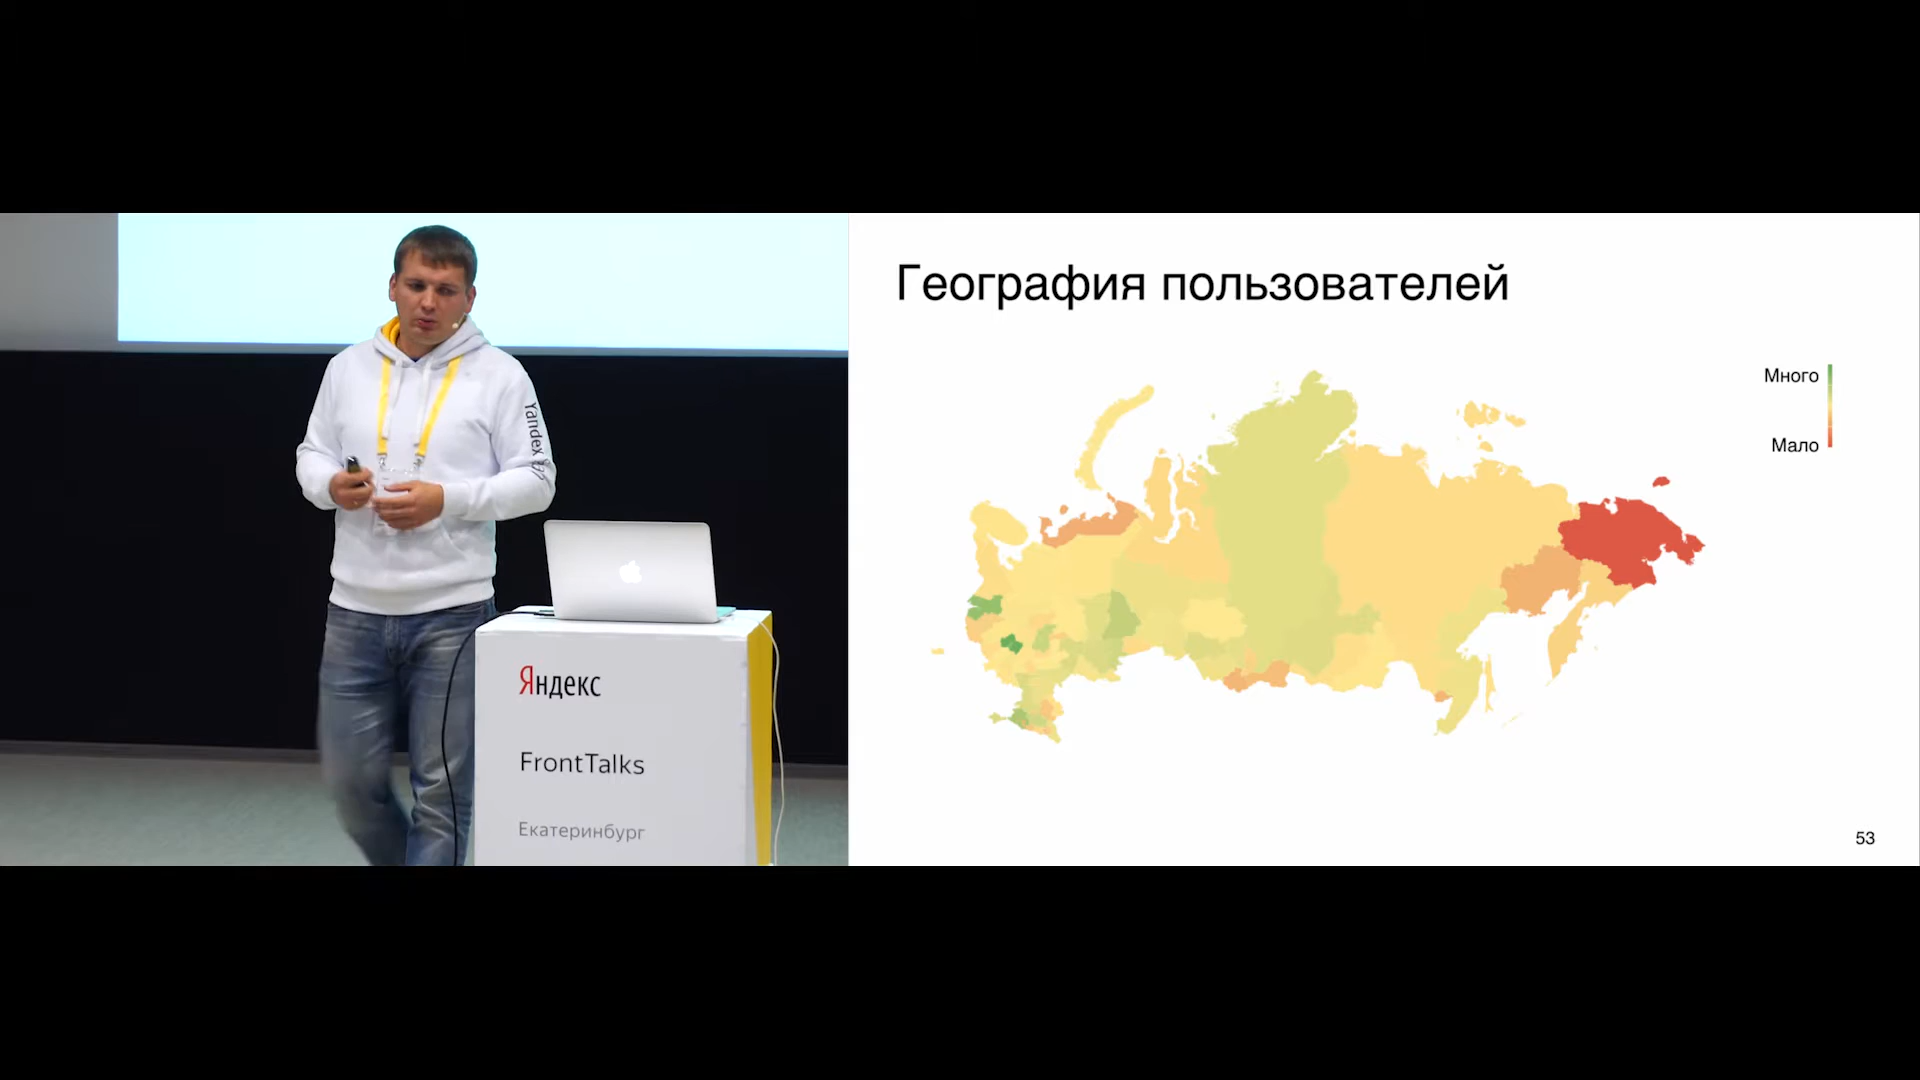 Yandex
Яндекс
FrontTalks
Екатеринбург
География пользователей
Много
Мало
53